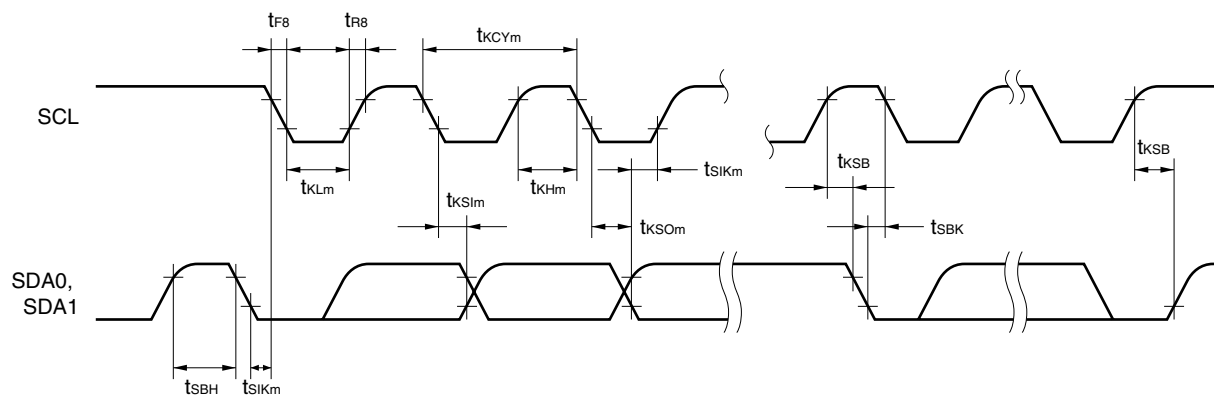 tF8 tR8 tKCYm
SCL
tKLm tKHm tSIKm tKSB tKSB
tKSIm tKSOm tSBK
SDA0,
SDA1
tSBH tSIKm